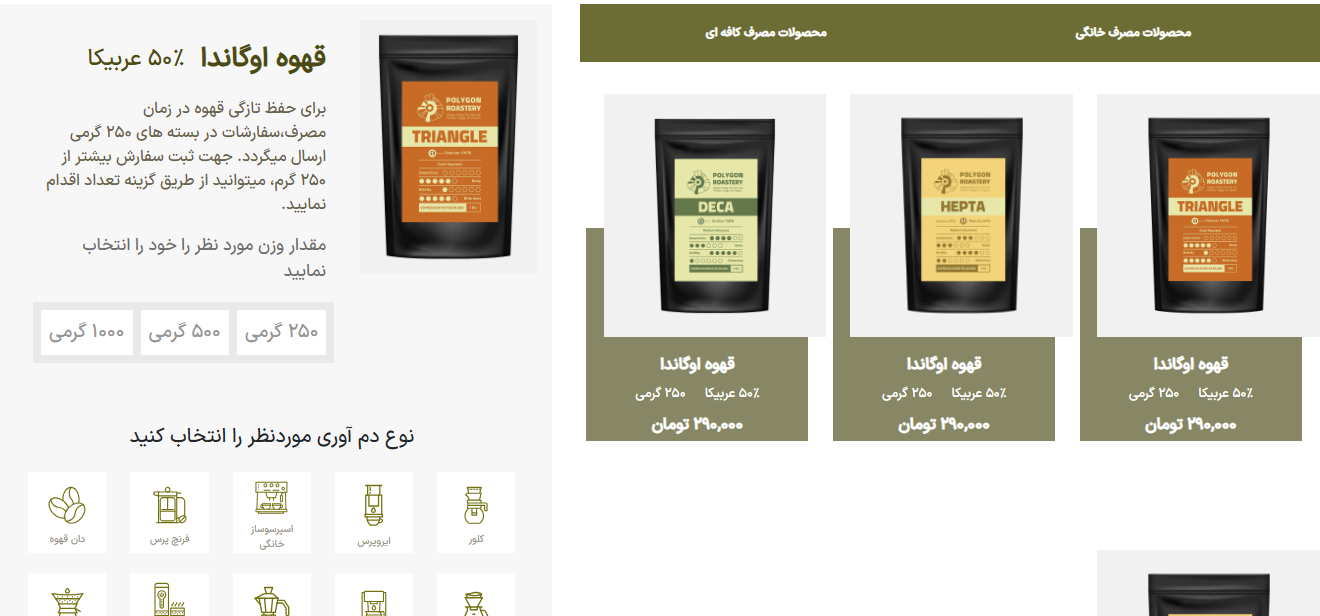 محصولات مصرف خانگی
محصولات مصرف کافه ای
POLYGON
ROASTERY
TRIANGLE
قهوه اوگاندا
۵۰٪ عربیکا
۲۵۰ گرمی
۲۹۰,۰۰۰ تومان
POLYGON
ROASTERY
HEPTA
قهوه اوگاندا
۵۰٪ عربیکا
۲۵۰ گرمی
۲۹۰,۰۰۰ تومان
POLYGON
ROASTERY
DECA
قهوه اوگاندا
۵۰٪ عربیکا
۲۵۰ گرمی
۲۹۰,۰۰۰ تومان
POLYGON
ROASTERY
TRIANGLE
قهوه اوگاندا ۵۰٪ عربیکا
برای حفظ تازگی قهوه در زمان
مصرف،سفارشات در بسته های ۲۵۰ گرمی
ارسال میگردد. جهت ثبت سفارش بیشتر از
۲۵۰ گرم، میتوانید از طریق گزینه تعداد اقدام
نمایید.
مقدار وزن مورد نظر را خود را انتخاب
نمایید
۲۵۰ گرمی
۵۰۰ گرمی
۱۰۰۰ گرمی
نوع دم آوری موردنظر را انتخاب کنید
کلور
ایروپرس
اسپرسوساز
خانگی
فرنچ پرس
دان قهوه